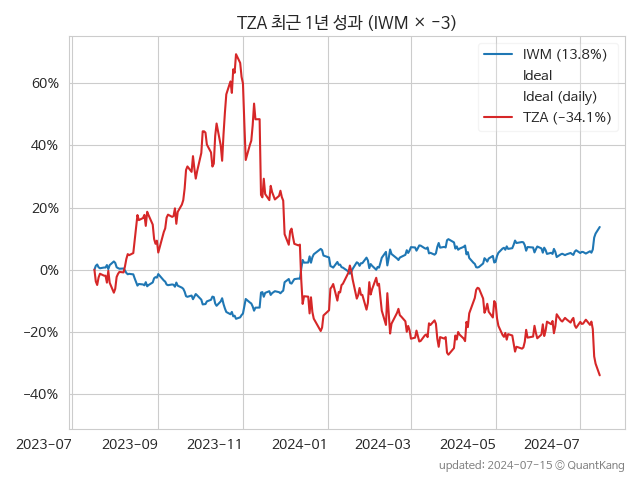 TZA 최근 1년 성과 (IWM × −3)
IWM (13.8%)
Ideal
Ideal (daily)
TZA (−34.1%)
60%
40%
20%
0%
−20%
−40%
2023−07
2023−09
2023−11
2024−01
2024−03
2024−05
2024−07
updated: 2024−07−15 © QuantKang